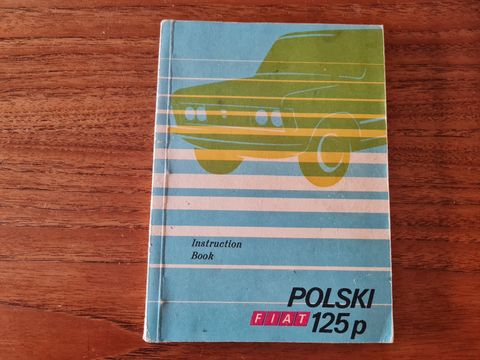 Instruction
Book
POLSKI
FIAT 125p